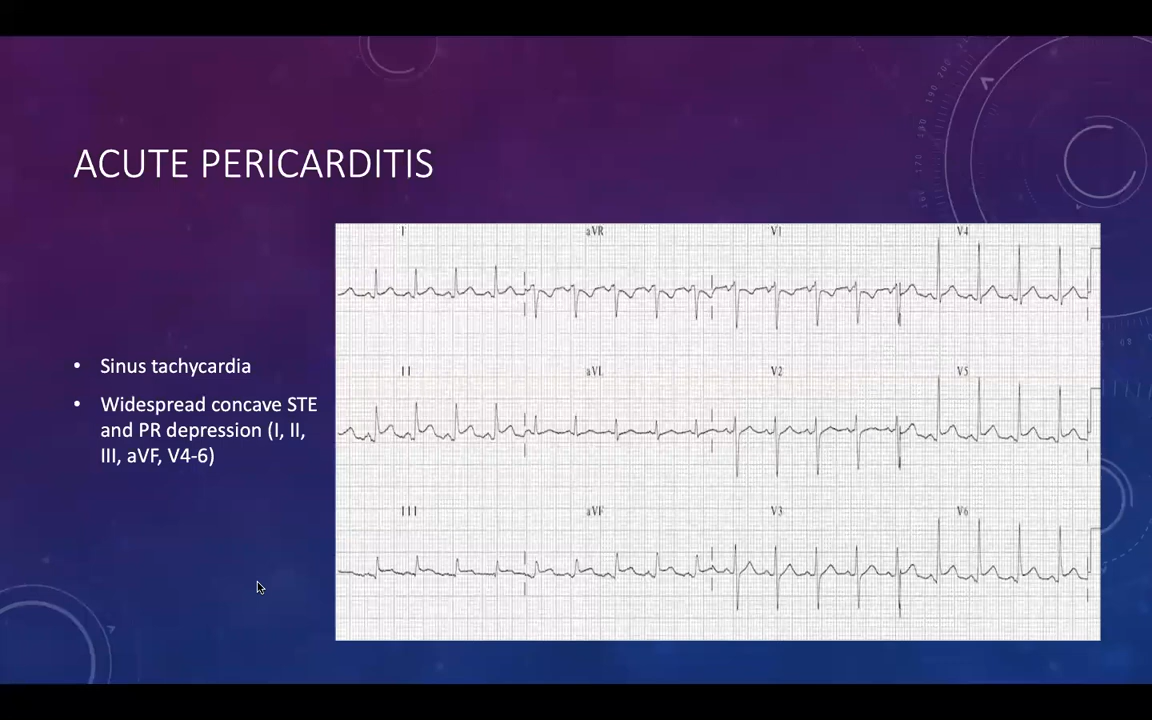 ACUTE PERICARDITIS
I aVR V1 V4
II aVL V2 V5
III aVF V3 V6
• Sinus tachycardia
• Widespread concave STE
and PR depression (I, II,
III, aVF, V4-6)